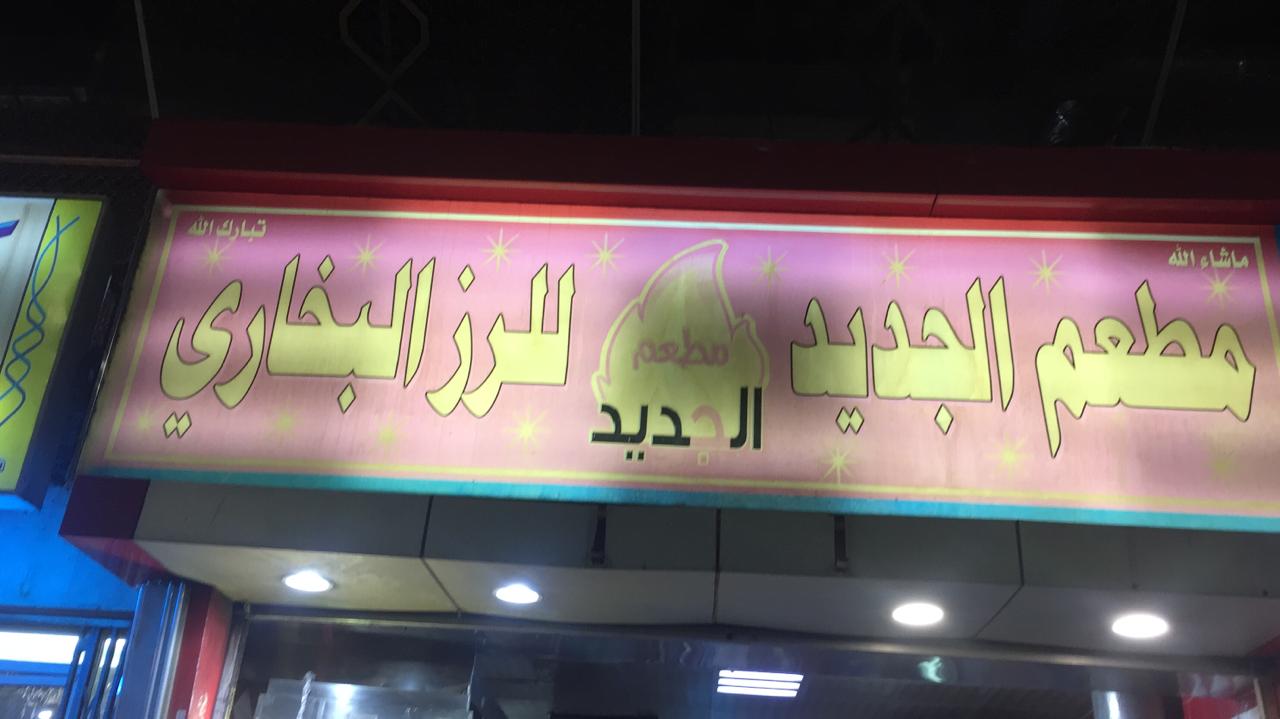 ماشاء الله
تبارك الله
مطعم الجديد
مطعم
الجديد
للرز البخاري